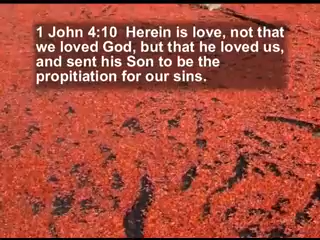 1 John 4:10  Herein is love, not that
we loved God, but that he loved us,
and sent his Son to be the
propitiation for our sins.